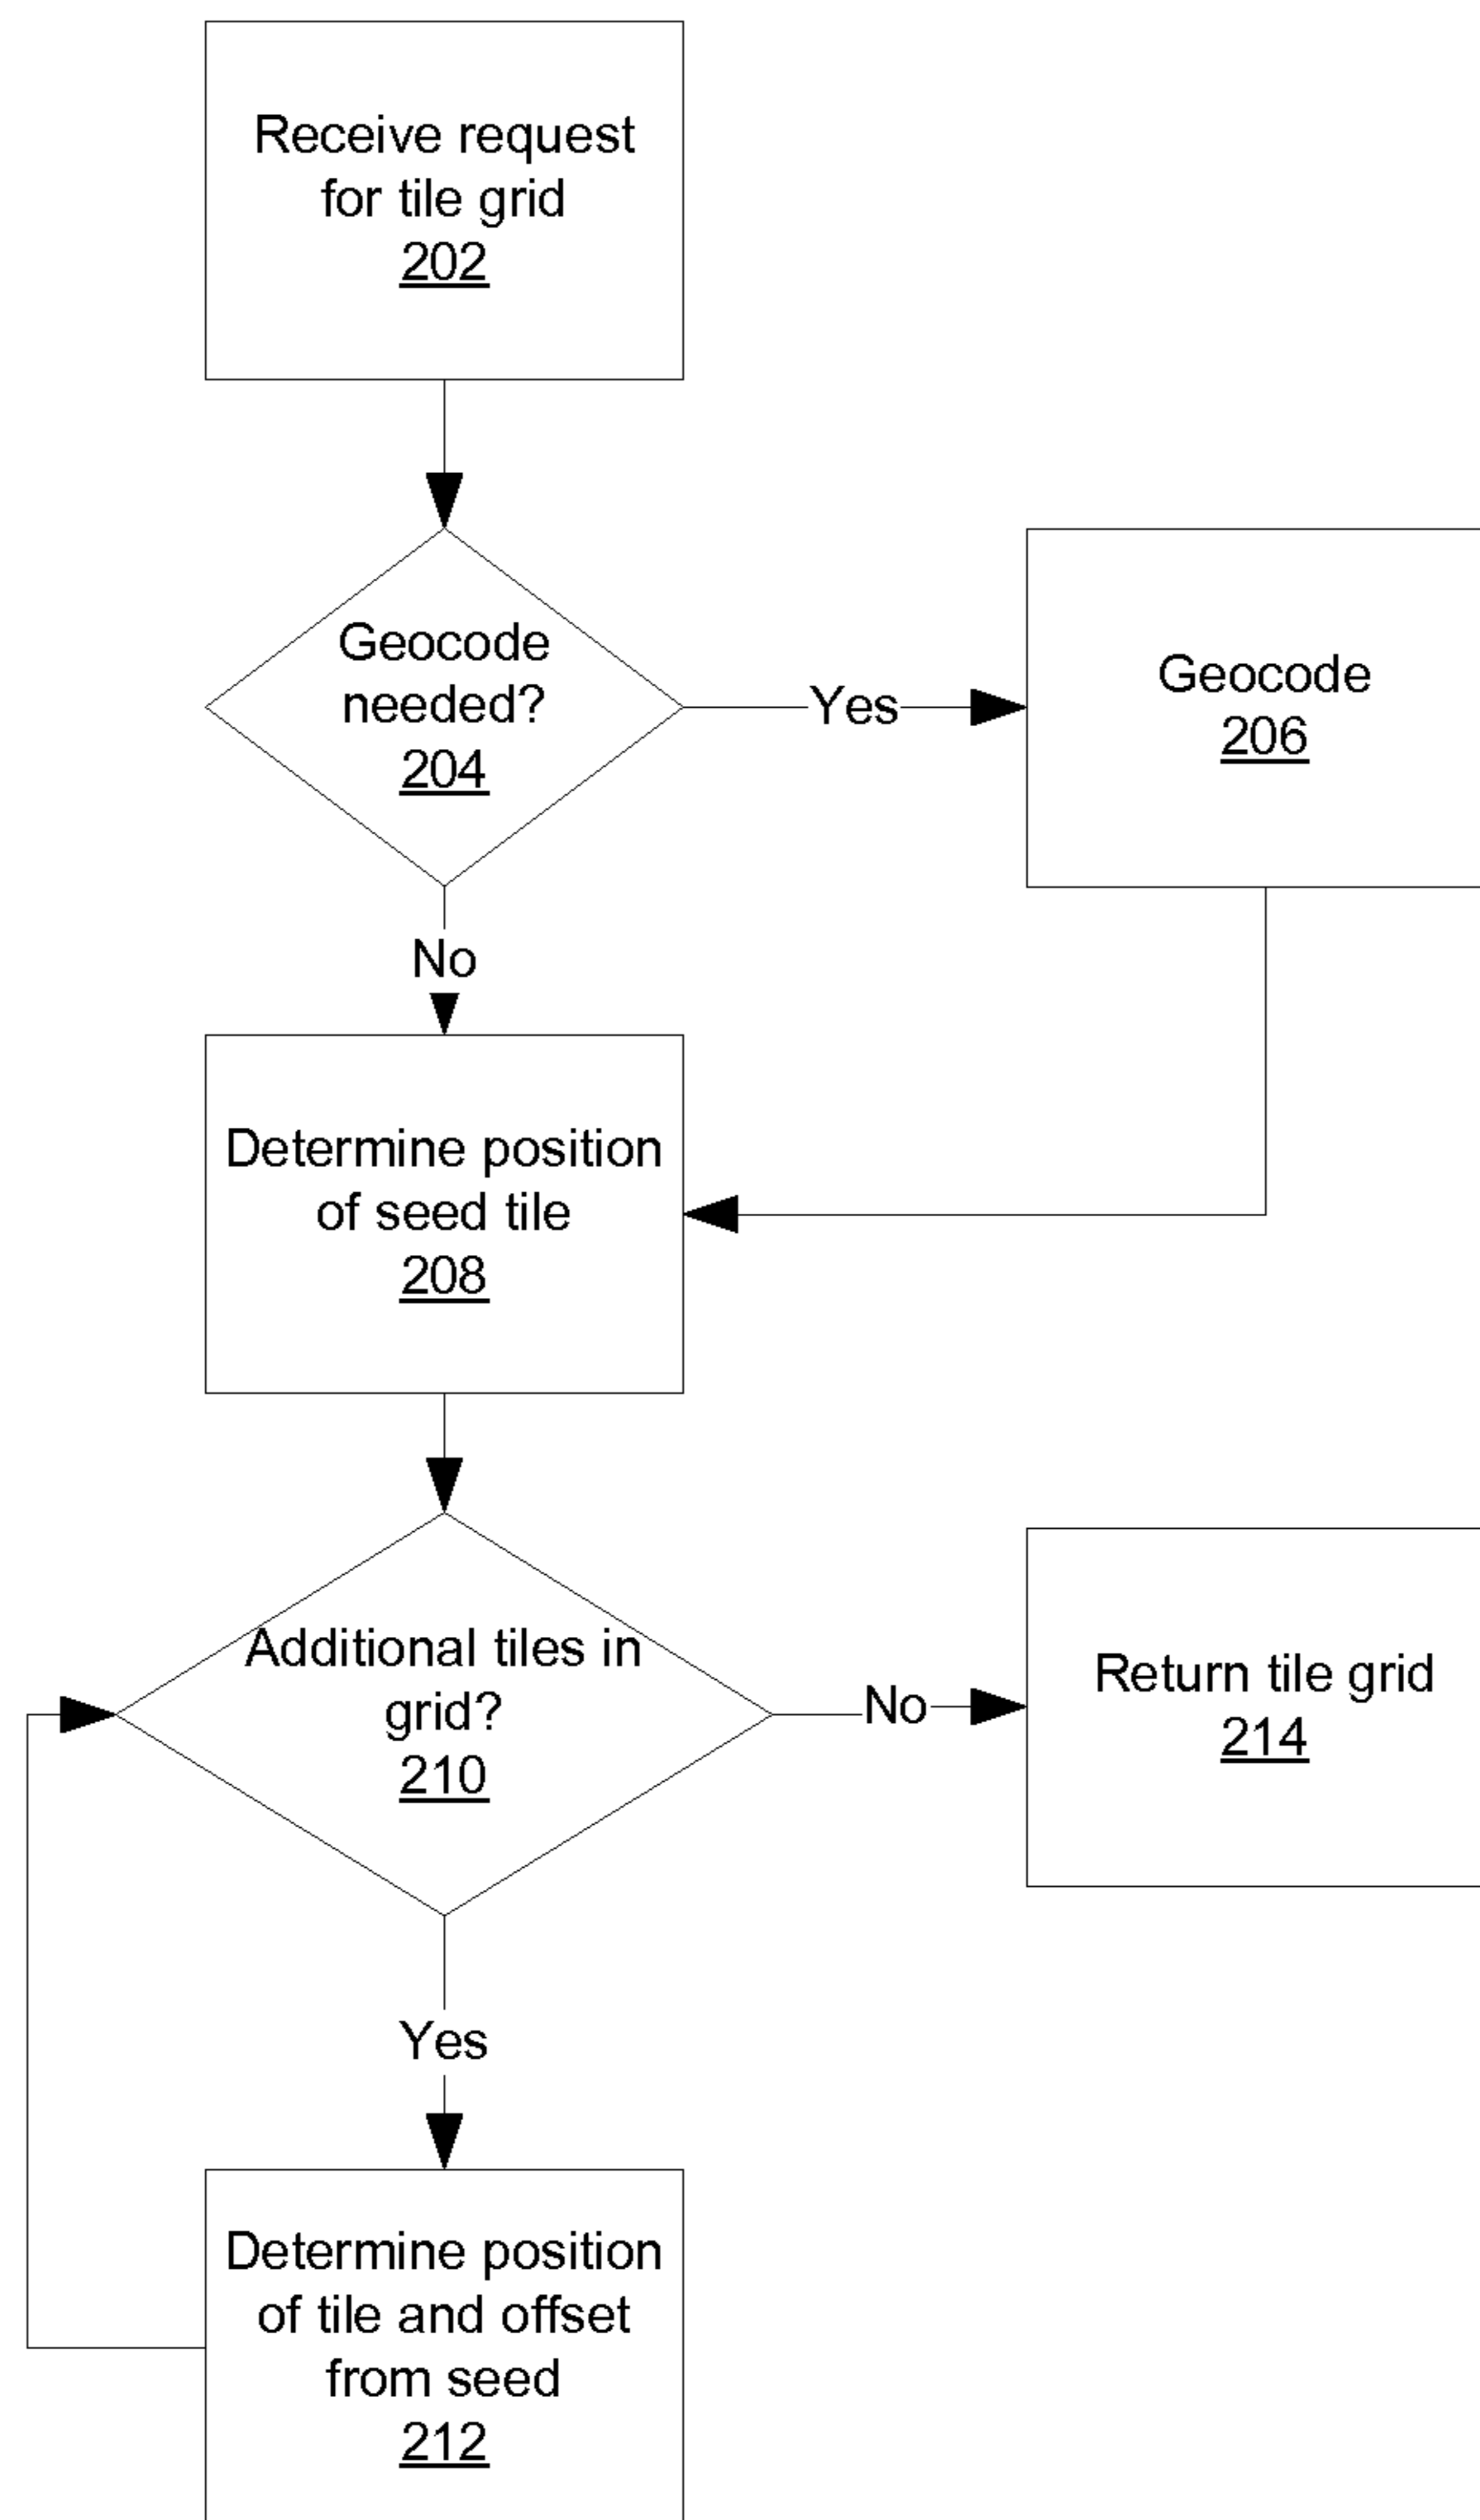 Receive request
for tile grid
202
Geocode
needed?
204
Yes
Geocode
206
No
Determine position
of seed tile
208
Additional tiles in
grid?
210
No
Return tile grid
214
Yes
Determine position
of tile and offset
from seed
212